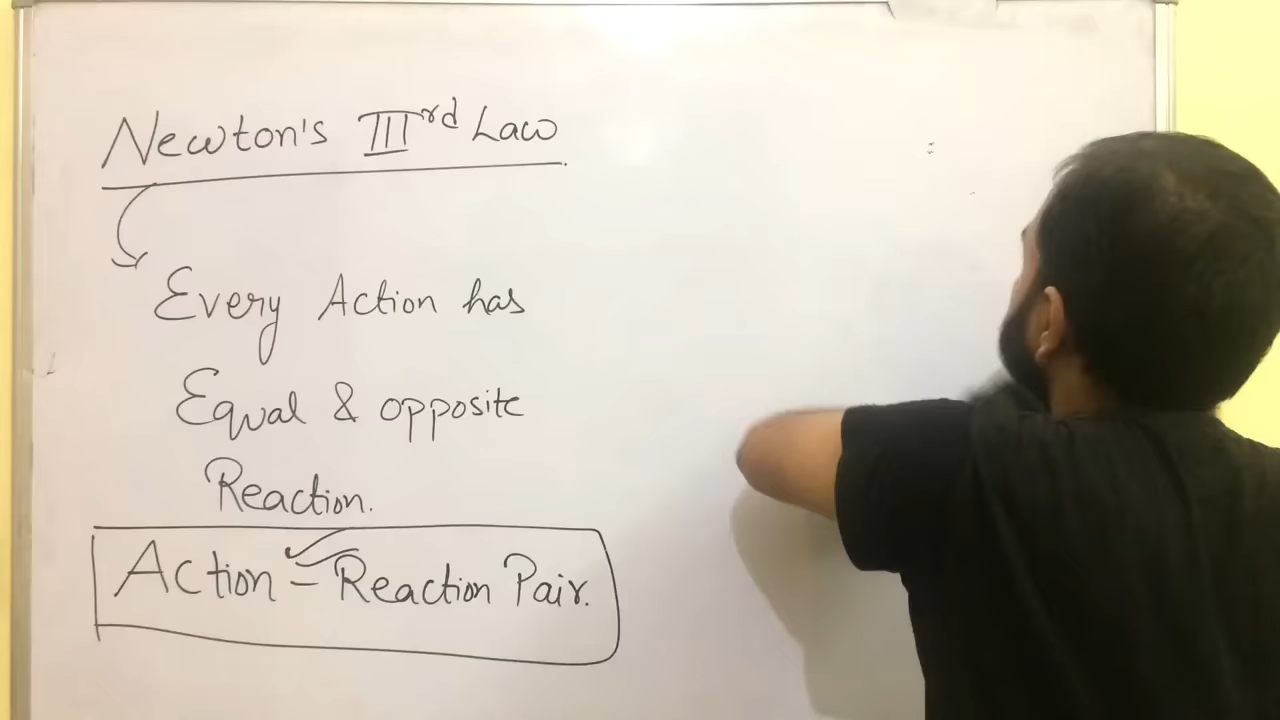 Newton's IIIrd Law
Every Action has
Equal & opposite
Reaction.
Action - Reaction Pair.